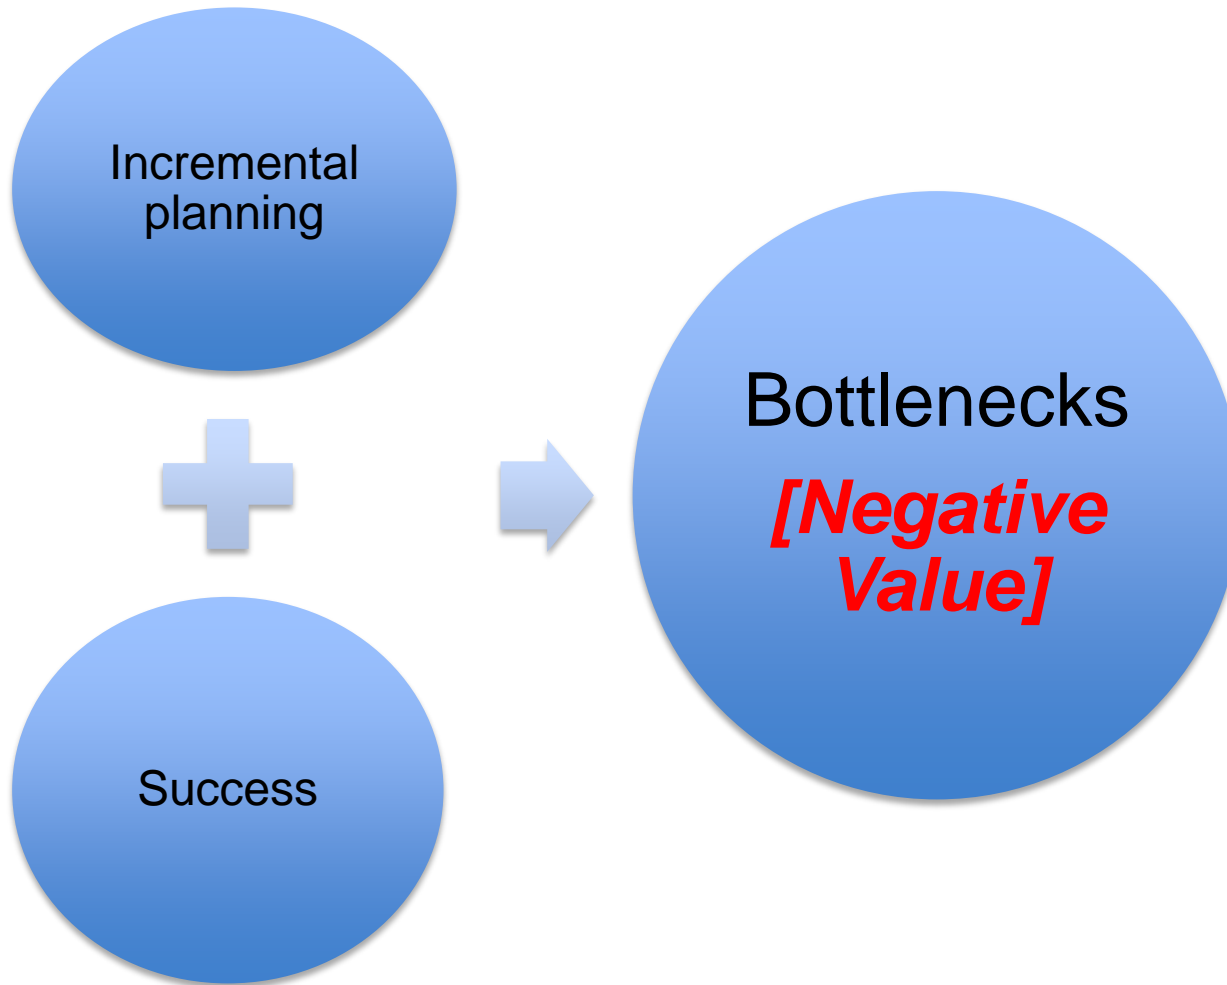 Incremental
planning
Success
Bottlenecks
[Negative
Value]